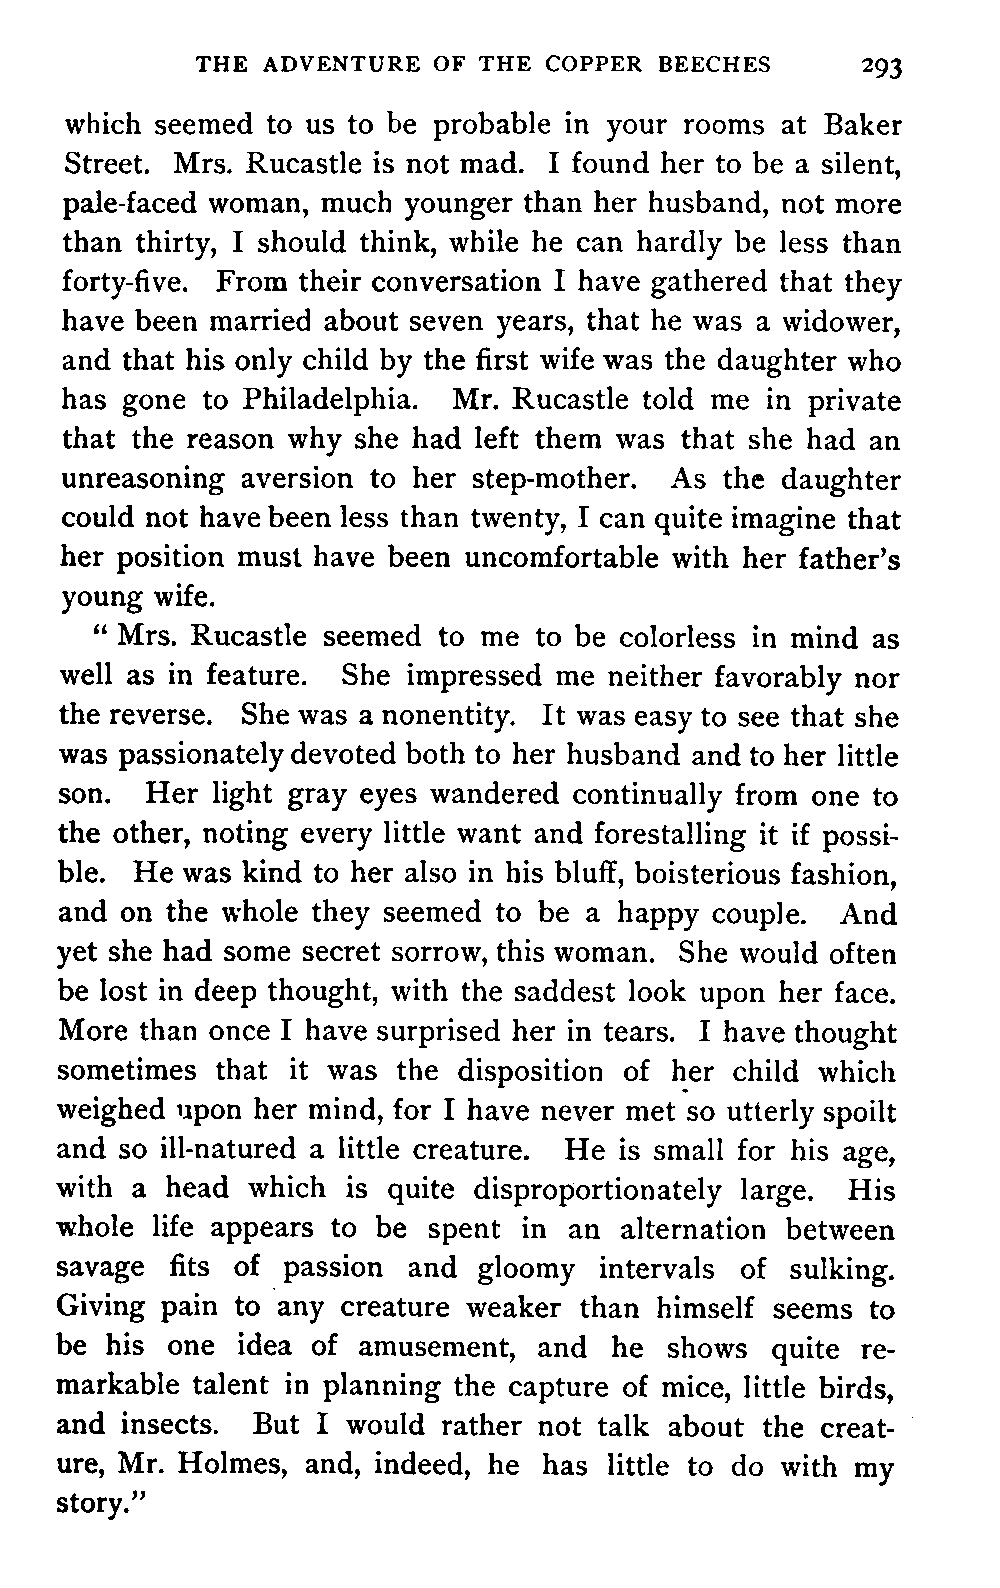 THE ADVENTURE OF THE COPPER BEECHES 293
which seemed to us to be probable in your rooms at Baker
Street. Mrs. Rucastle is not mad. I found her to be a silent,
pale-faced woman, much younger than her husband, not more
than thirty, I should think, while he can hardly be less than
forty-five. From their conversation I have gathered that they
have been married about seven years, that he was a widower,
and that his only child by the first wife was the daughter who
has gone to Philadelphia. Mr. Rucastle told me in private
that the reason why she had left them was that she had an
unreasoning aversion to her step-mother. As the daughter
could not have been less than twenty, I can quite imagine that
her position must have been uncomfortable with her father's
young wife.
“ Mrs. Rucastle seemed to me to be colorless in mind as
well as in feature. She impressed me neither favorably nor
the reverse. She was a nonentity. It was easy to see that she
was passionately devoted both to her husband and to her little
son. Her light gray eyes wandered continually from one to
the other, noting every little want and forestalling it if possi-
ble. He was kind to her also in his bluff, boisterious fashion,
and on the whole they seemed to be a happy couple. And
yet she had some secret sorrow, this woman. She would often
be lost in deep thought, with the saddest look upon her face.
More than once I have surprised her in tears. I have thought
sometimes that it was the disposition of her child which
weighed upon her mind, for I have never met so utterly spoilt
and so ill-natured a little creature. He is small for his age,
with a head which is quite disproportionately large. His
whole life appears to be spent in an alternation between
savage fits of passion and gloomy intervals of sulking.
Giving pain to any creature weaker than himself seems to
be his one idea of amusement, and he shows quite re-
markable talent in planning the capture of mice, little birds,
and insects. But I would rather not talk about the creat-
ure, Mr. Holmes, and, indeed, he has little to do with my
story.”